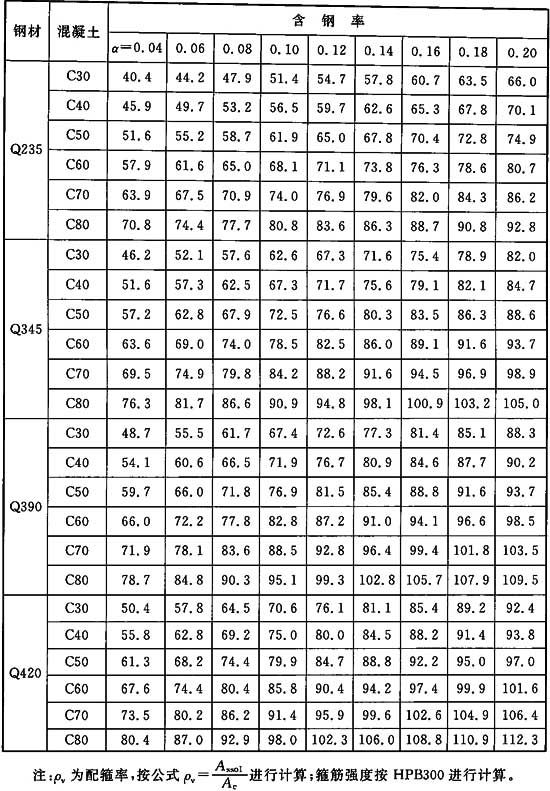 钢材 混凝土 含钢率
α=0.04 0.06 0.08 0.10 0.12 0.14 0.16 0.18 0.20
Q235
C30 40.4 44.2 47.9 51.4 54.7 57.8 60.7 63.5 66.0
C40 45.9 49.7 53.2 56.5 59.7 62.6 65.3 67.8 70.1
C50 51.6 55.2 58.7 61.9 65.0 67.8 70.4 72.8 74.9
C60 57.9 61.6 65.0 68.1 71.1 73.8 76.3 78.6 80.7
C70 63.9 67.5 70.9 74.0 76.9 79.6 82.0 84.3 86.2
C80 70.8 74.4 77.7 80.8 83.6 86.3 88.7 90.8 92.8
Q345
C30 46.2 52.1 57.6 62.6 67.3 71.6 75.4 78.9 82.0
C40 51.6 57.3 62.5 67.3 71.7 75.6 79.1 82.1 84.7
C50 57.2 62.8 67.9 72.5 76.6 80.3 83.5 86.3 88.6
C60 63.6 69.0 74.0 78.5 82.5 86.0 89.1 91.6 93.7
C70 69.5 74.9 79.8 84.2 88.2 91.6 94.5 96.9 98.9
C80 76.3 81.7 86.6 90.9 94.8 98.1 100.9 103.2 105.0
Q390
C30 48.7 55.5 61.7 67.4 72.6 77.3 81.4 85.1 88.3
C40 54.1 60.6 66.5 71.9 76.7 80.9 84.6 87.7 90.2
C50 59.7 66.0 71.8 76.9 81.5 85.4 88.8 91.6 93.7
C60 66.0 72.2 77.8 82.8 87.2 91.0 94.1 96.6 98.5
C70 71.9 78.1 83.6 88.5 92.8 96.4 99.4 101.8 103.5
C80 78.7 84.8 90.3 95.1 99.3 102.8 105.7 107.9 109.5
Q420
C30 50.4 57.8 64.5 70.6 76.1 81.1 85.4 89.2 92.4
C40 55.8 62.8 69.2 75.0 80.0 84.5 88.2 91.4 93.8
C50 61.3 68.2 74.4 79.9 84.7 88.8 92.2 95.0 97.0
C60 67.6 74.4 80.4 85.8 90.4 94.2 97.4 99.9 101.6
C70 73.5 80.2 86.2 91.4 95.9 99.6 102.6 104.9 106.4
C80 80.4 87.0 92.9 98.0 102.3 106.0 108.8 110.9 112.3
注:ρv 为配箍率,按公式 ρv=Asso1/Ac 进行计算;箍筋强度按 HPB300 进行计算。